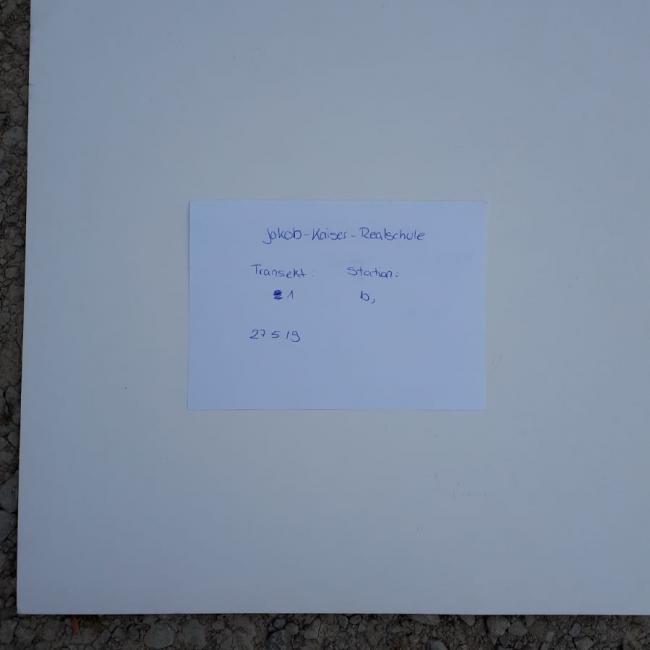 Jakob-Kaiser-Realschule
Transekt: Station:
1 b,
27 5 19